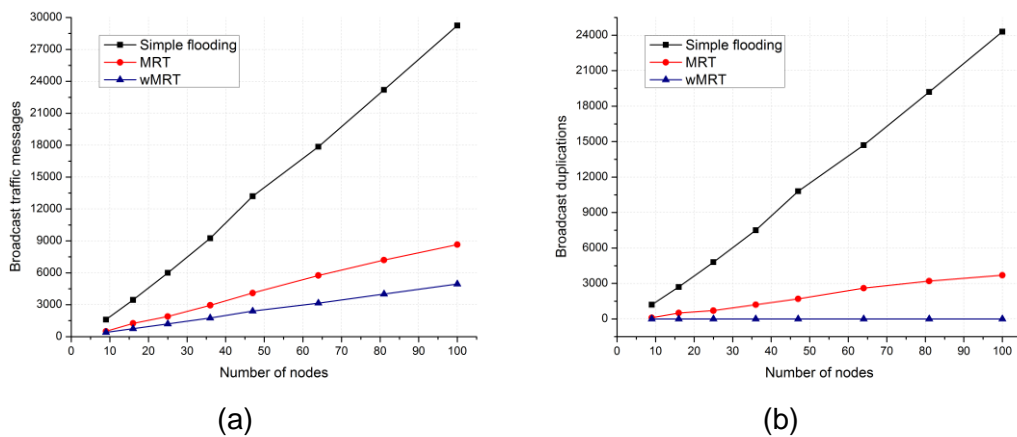 30000
27000
24000
21000
18000
15000
12000
9000
6000
3000
0
Broadcast traffic messages
Simple flooding
MRT
wMRT
0 10 20 30 40 50 60 70 80 90 100
Number of nodes
(a)
24000
21000
18000
15000
12000
9000
6000
3000
0
Broadcast duplications
Simple flooding
MRT
wMRT
0 10 20 30 40 50 60 70 80 90 100
Number of nodes
(b)